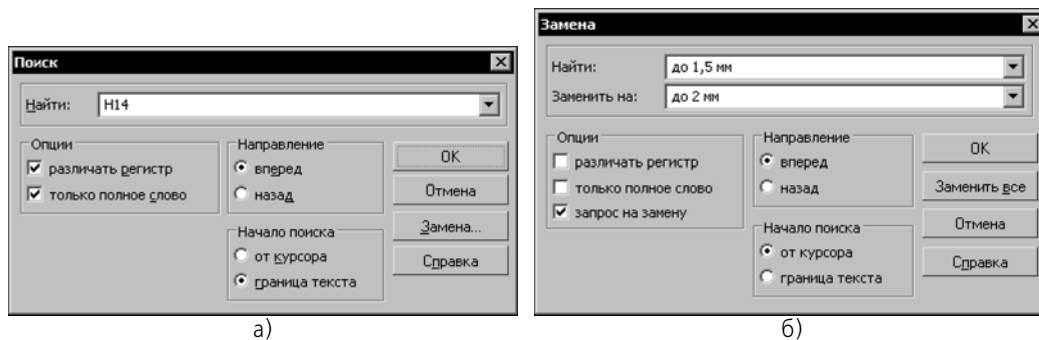 Поиск
Найти: H14
Опции
различать регистр
только полное слово
Направление
вперед
назад
Начало поиска
от курсора
граница текста
OK
Отмена
Замена...
Справка
а)
Замена
Найти: до 1,5 мм
Заменить на: до 2 мм
Опции
различать регистр
только полное слово
запрос на замену
Направление
вперед
назад
Начало поиска
от курсора
граница текста
OK
Заменить все
Отмена
Справка
б)